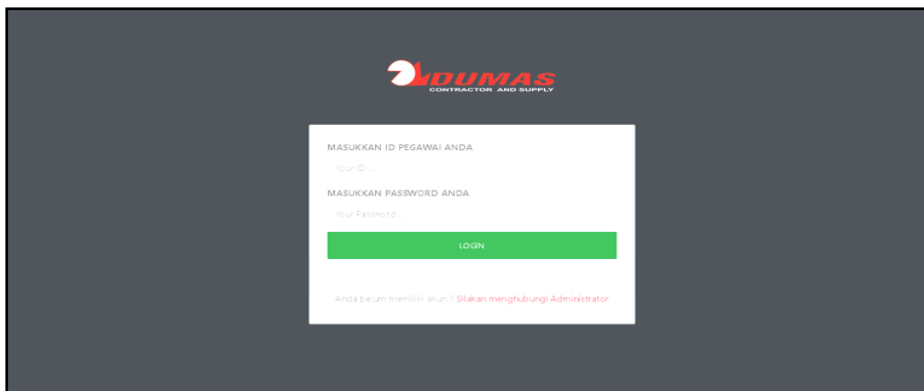 DUMAS
CONTRACTOR AND SUPPLY
MASUKKAN ID PEGAWAI ANDA
Your ID ...
MASUKKAN PASSWORD ANDA
Your Password ...
LOGIN
Anda belum memiliki akun ? Silakan menghubungi Administrator